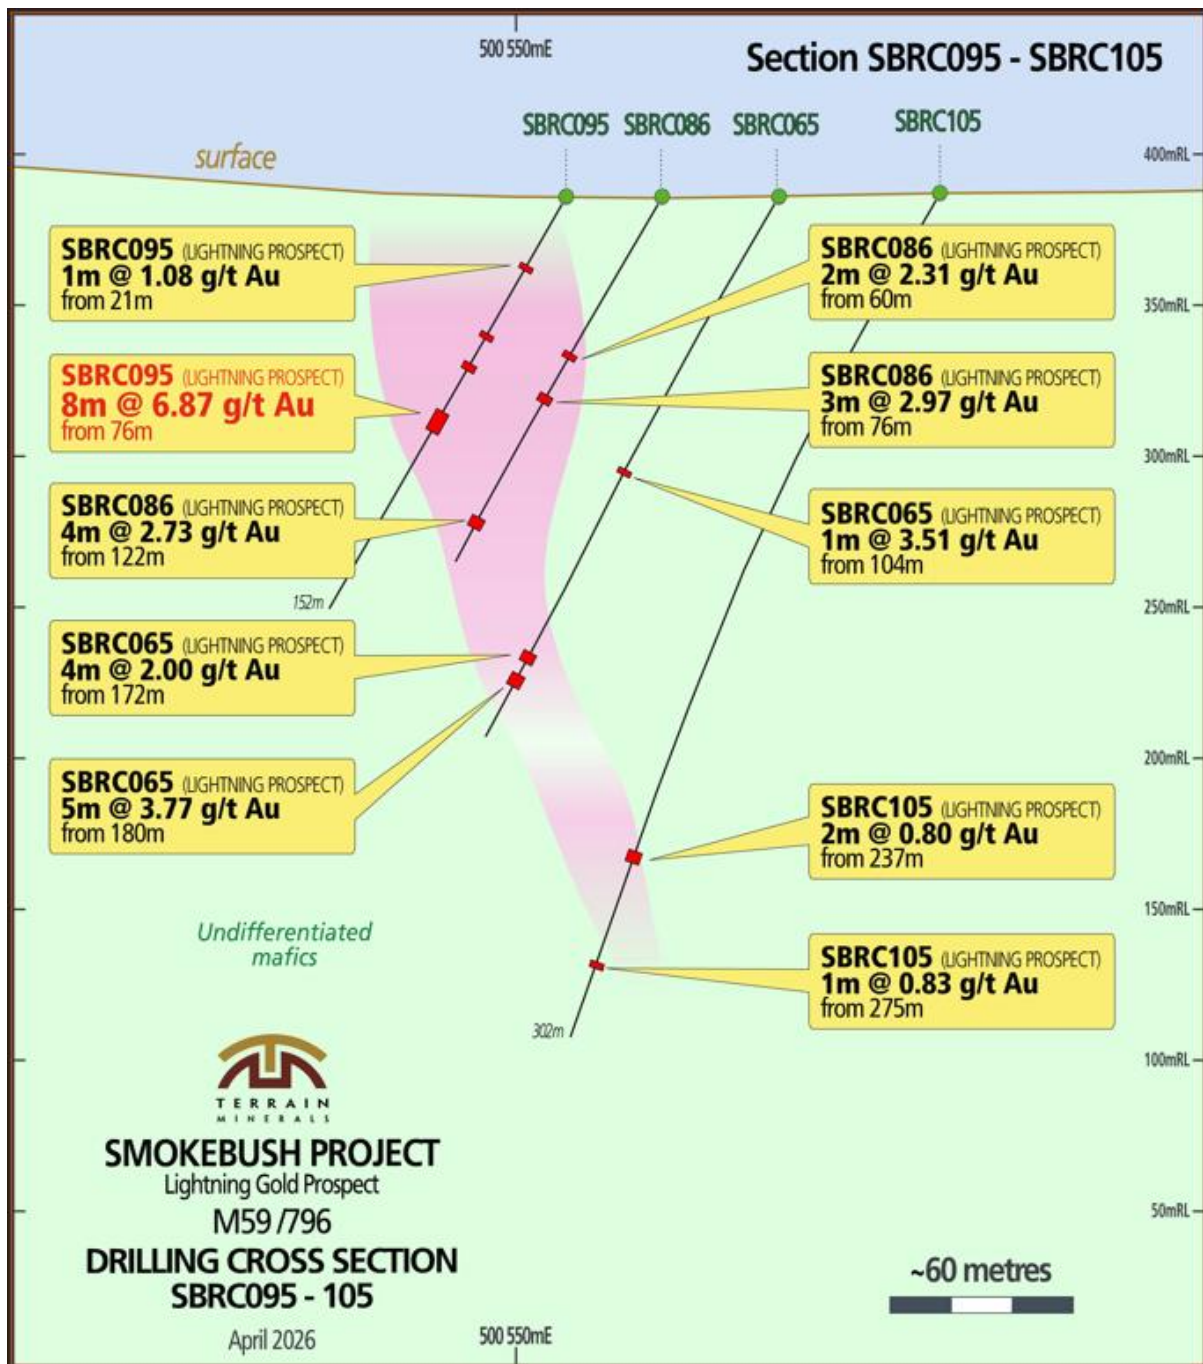 500 550mE
Section SBRC095 - SBRC105
SBRC095 SBRC086 SBRC065 SBRC105
surface
400mRL
SBRC095 (LIGHTNING PROSPECT)
1m @ 1.08 g/t Au
from 21m
SBRC086 (LIGHTNING PROSPECT)
2m @ 2.31 g/t Au
from 60m
350mRL
SBRC095 (LIGHTNING PROSPECT)
8m @ 6.87 g/t Au
from 76m
SBRC086 (LIGHTNING PROSPECT)
3m @ 2.97 g/t Au
from 76m
300mRL
SBRC086 (LIGHTNING PROSPECT)
4m @ 2.73 g/t Au
from 122m
SBRC065 (LIGHTNING PROSPECT)
1m @ 3.51 g/t Au
from 104m
152m
250mRL
SBRC065 (LIGHTNING PROSPECT)
4m @ 2.00 g/t Au
from 172m
200mRL
SBRC065 (LIGHTNING PROSPECT)
5m @ 3.77 g/t Au
from 180m
SBRC105 (LIGHTNING PROSPECT)
2m @ 0.80 g/t Au
from 237m
150mRL
Undifferentiated
mafics
SBRC105 (LIGHTNING PROSPECT)
1m @ 0.83 g/t Au
from 275m
302m
100mRL
TERRAIN
MINERALS
SMOKEBUSH PROJECT
Lightning Gold Prospect
M59 /796
DRILLING CROSS SECTION
SBRC095 - 105
April 2026
50mRL
~60 metres
500 550mE